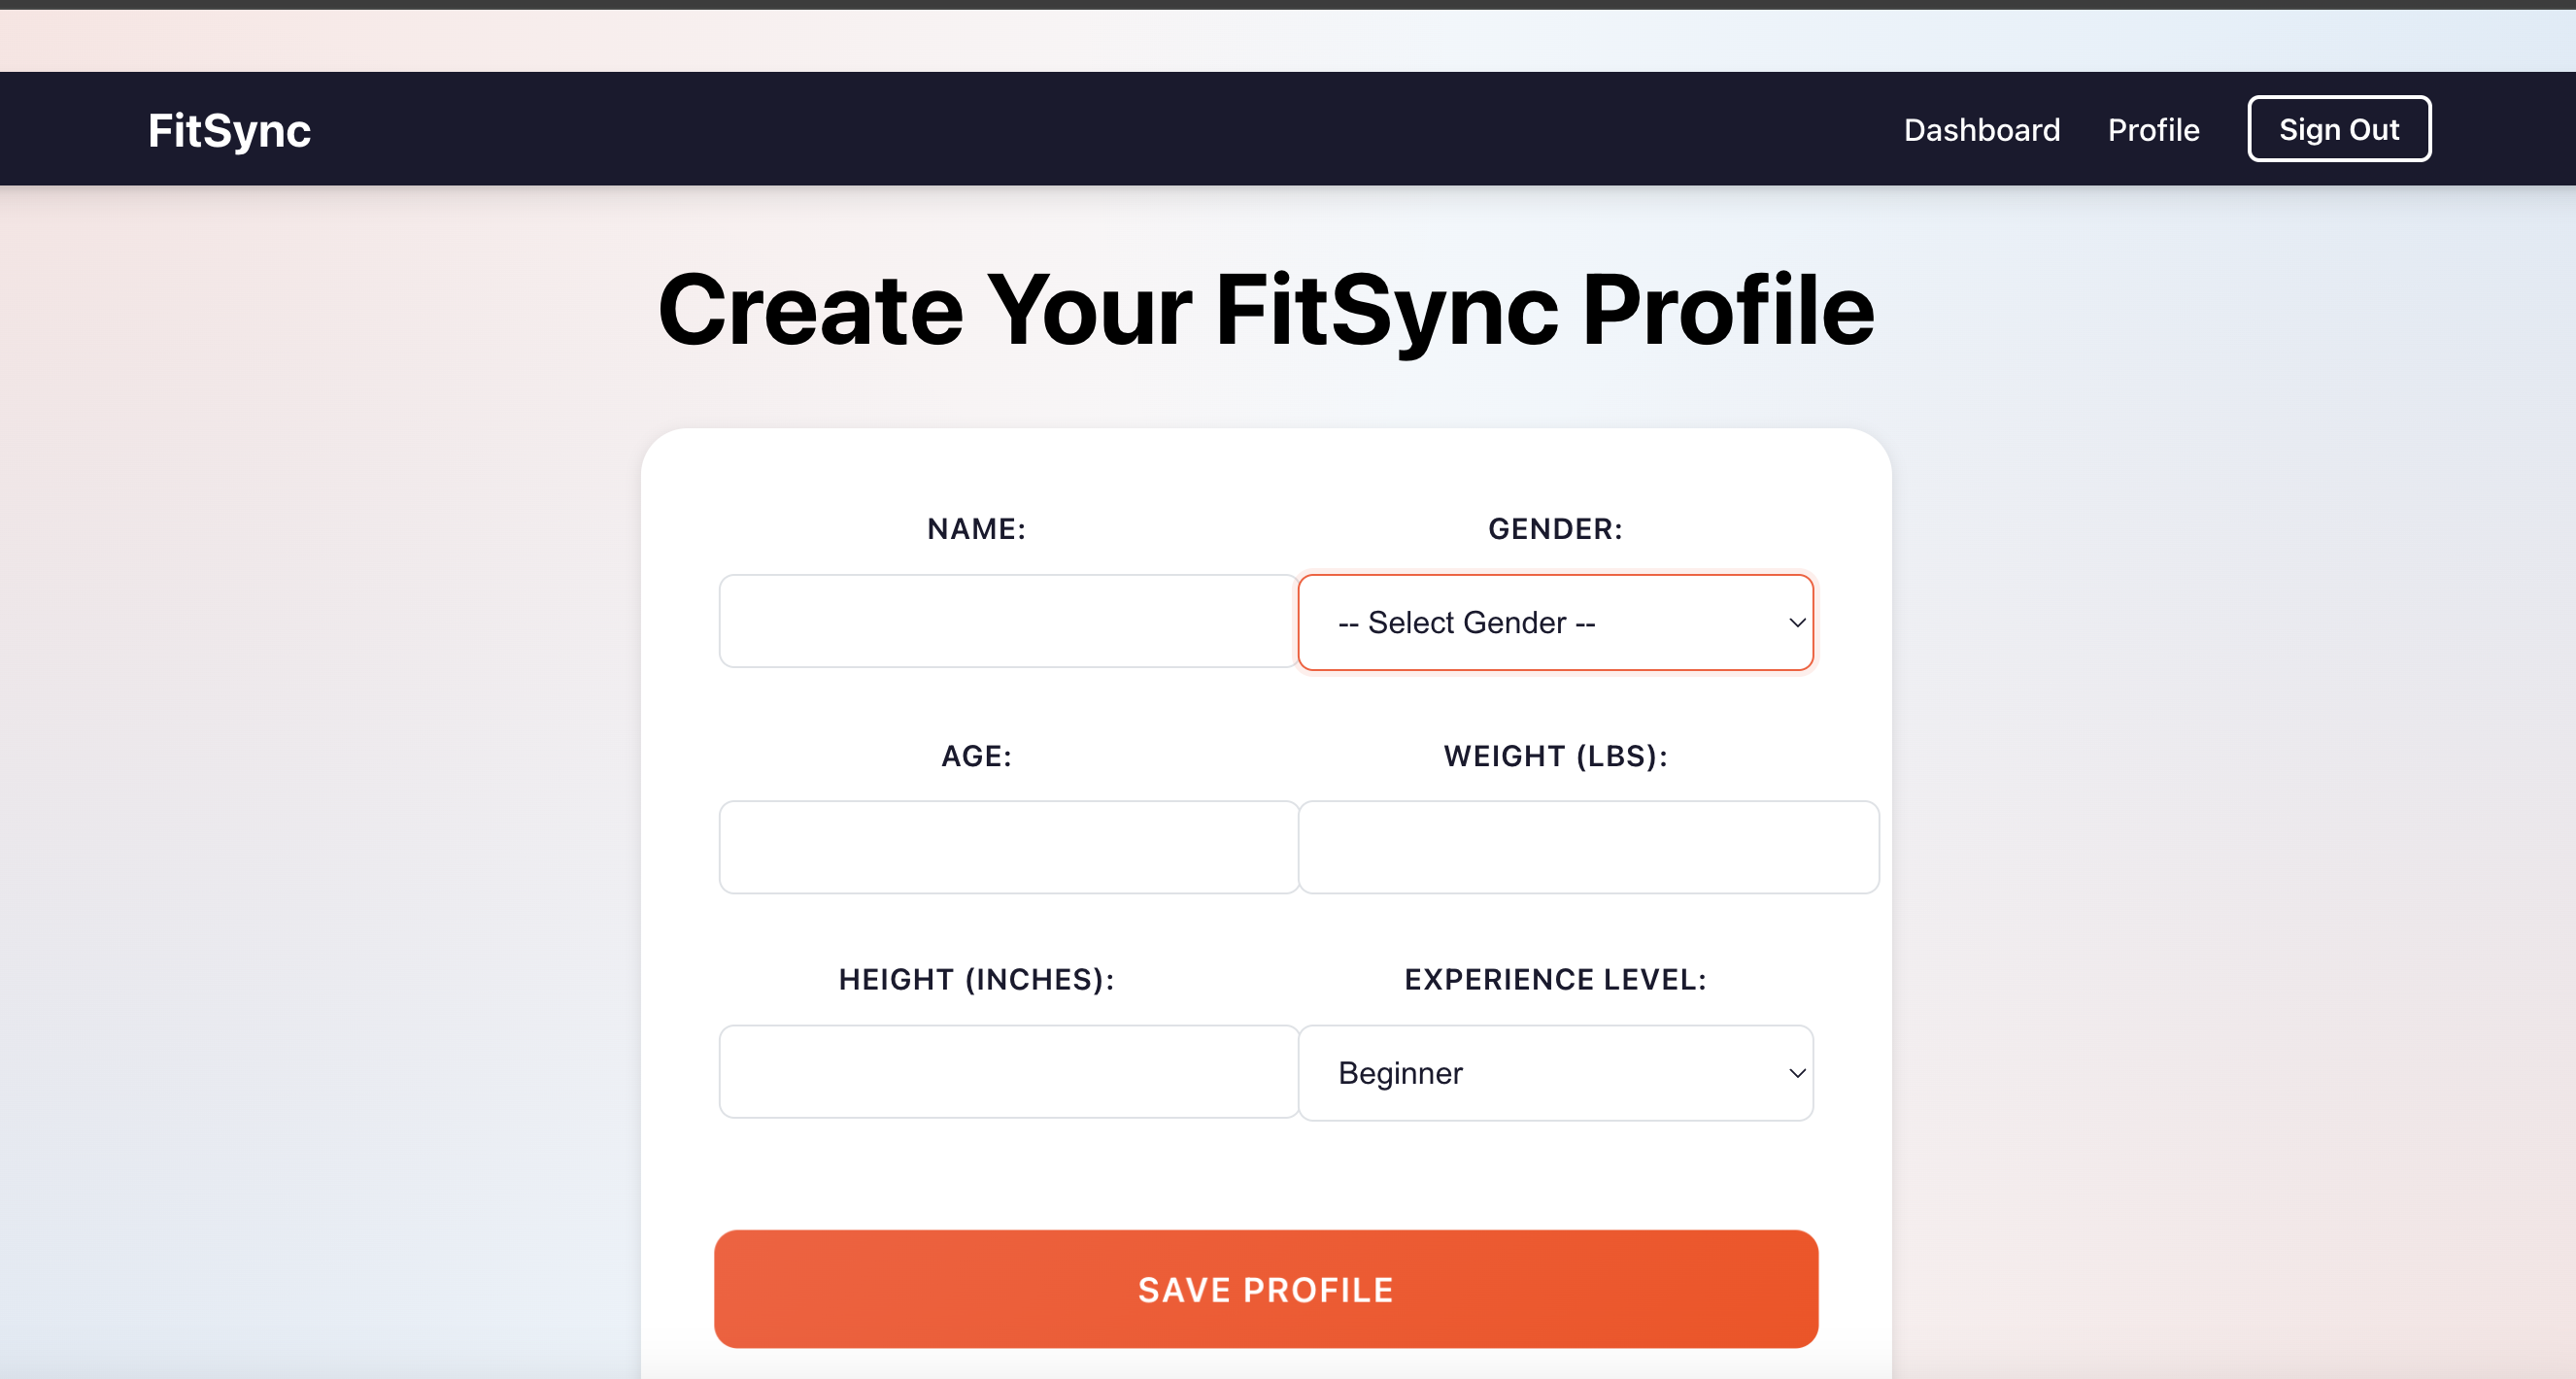 FitSync
Dashboard Profile Sign Out
Create Your FitSync Profile
NAME: GENDER:
-- Select Gender --
AGE: WEIGHT (LBS):
HEIGHT (INCHES): EXPERIENCE LEVEL:
Beginner
SAVE PROFILE